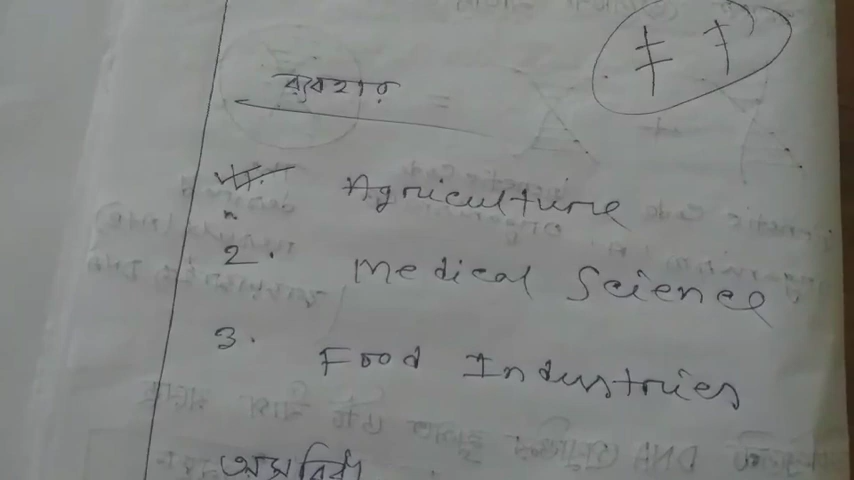 ব্যবহার
Agriculture
2. Medical Science
3. Food Industries